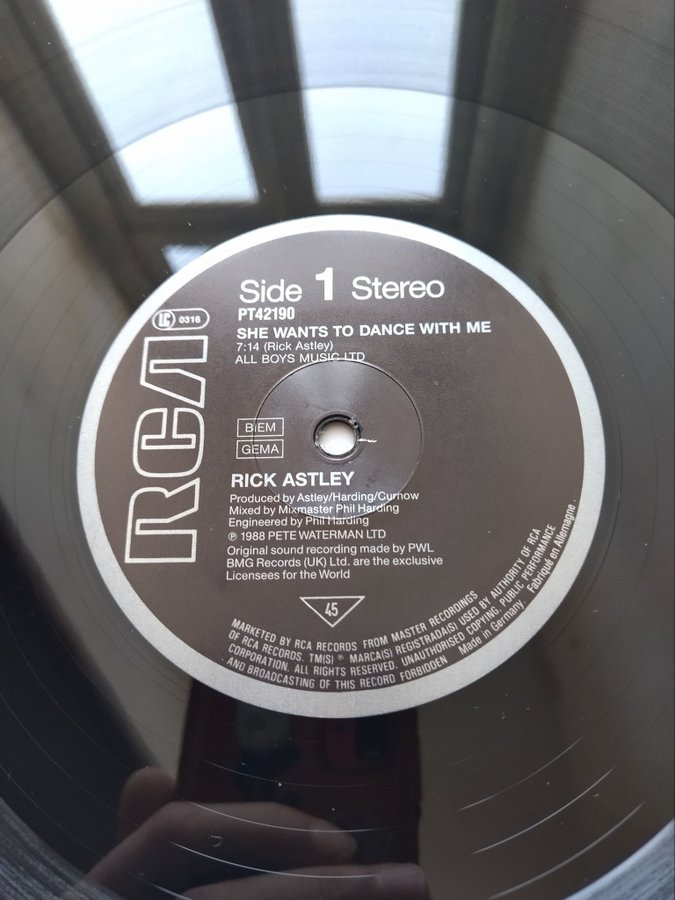 Side 1 Stereo
PT42190
LC 0316
SHE WANTS TO DANCE WITH ME
7:14 (Rick Astley)
ALL BOYS MUSIC LTD
RCA
BIEM
GEMA
RICK ASTLEY
Produced by Astley/Harding/Curnow
Mixed by Mixmaster Phil Harding
Engineered by Phil Harding
℗ 1988 PETE WATERMAN LTD
Original sound recording made by PWL
BMG Records (UK) Ltd. are the exclusive
Licensees for the World
45
MARKETED BY RCA RECORDS FROM MASTER RECORDINGS
OF RCA RECORDS. TM(S) ® MARCA(S) REGISTRADA(S) USED BY AUTHORITY OF RCA
CORPORATION. ALL RIGHTS RESERVED. UNAUTHORISED COPYING, PUBLIC PERFORMANCE
AND BROADCASTING OF THIS RECORD FORBIDDEN Made in Germany. Fabriqué en Allemagne.